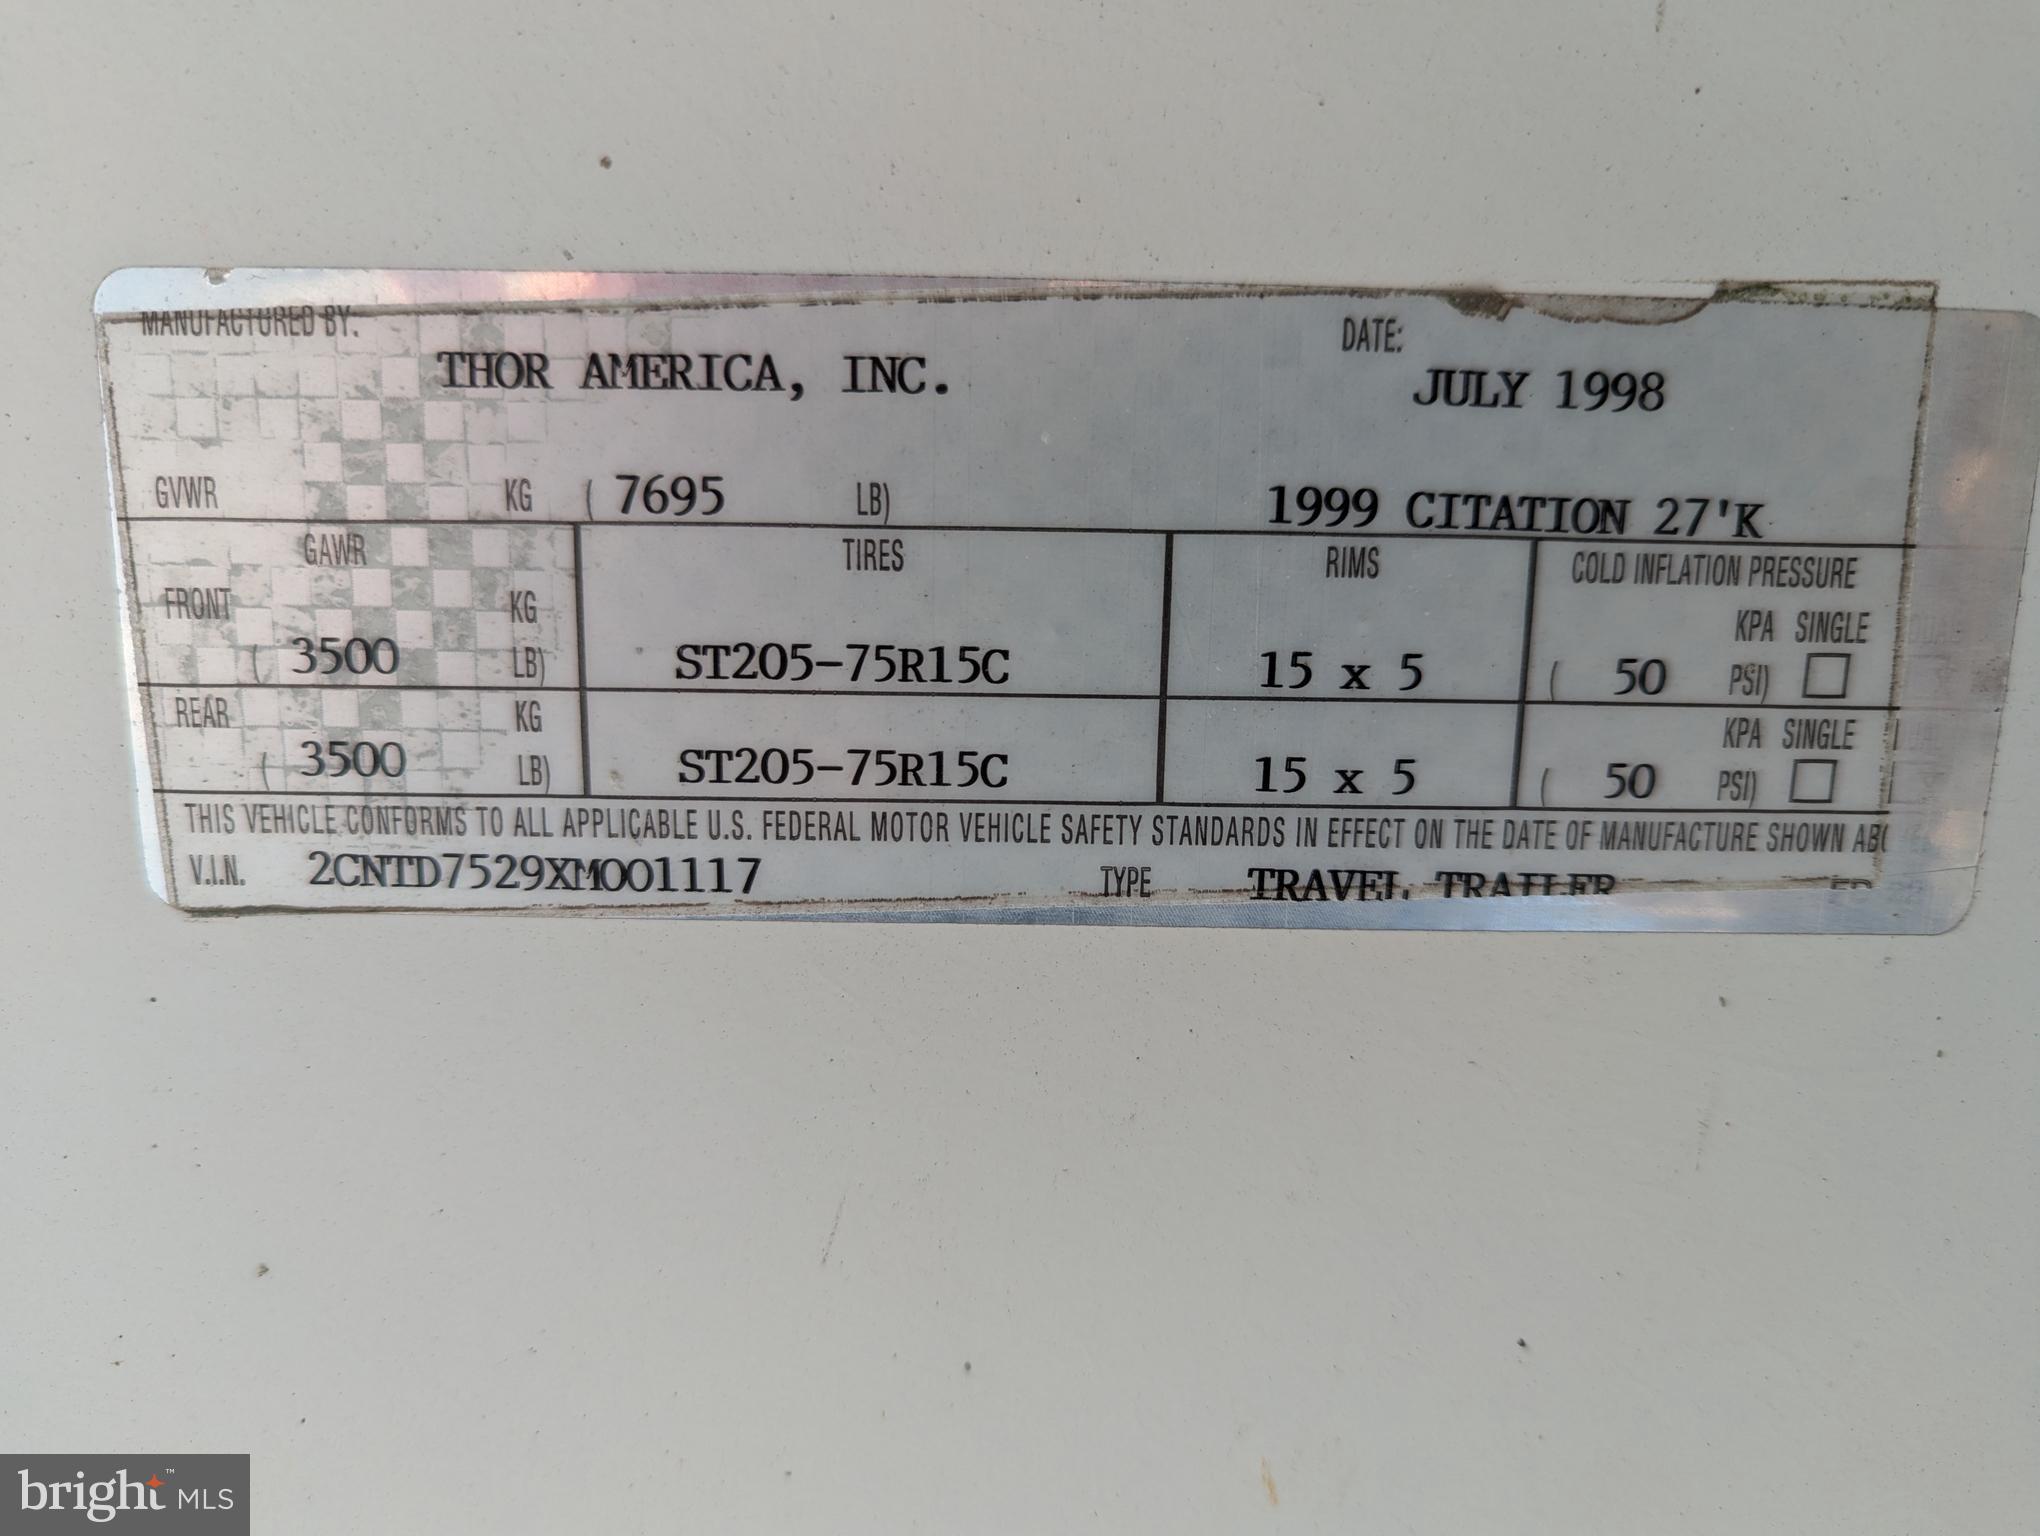 MANUFACTURED BY:
THOR AMERICA, INC.
DATE:
JULY 1998
GVWR KG ( 7695 LB)
1999 CITATION 27'K
GAWR TIRES RIMS COLD INFLATION PRESSURE
FRONT KG KPA SINGLE
( 3500 LB) ST205-75R15C 15 x 5 ( 50 PSI) □
REAR KG KPA SINGLE
( 3500 LB) ST205-75R15C 15 x 5 ( 50 PSI) □
THIS VEHICLE CONFORMS TO ALL APPLICABLE U.S. FEDERAL MOTOR VEHICLE SAFETY STANDARDS IN EFFECT ON THE DATE OF MANUFACTURE SHOWN
V.I.N. 2CNTD7529XM001117 TYPE TRAVEL TRAILER
bright™ MLS